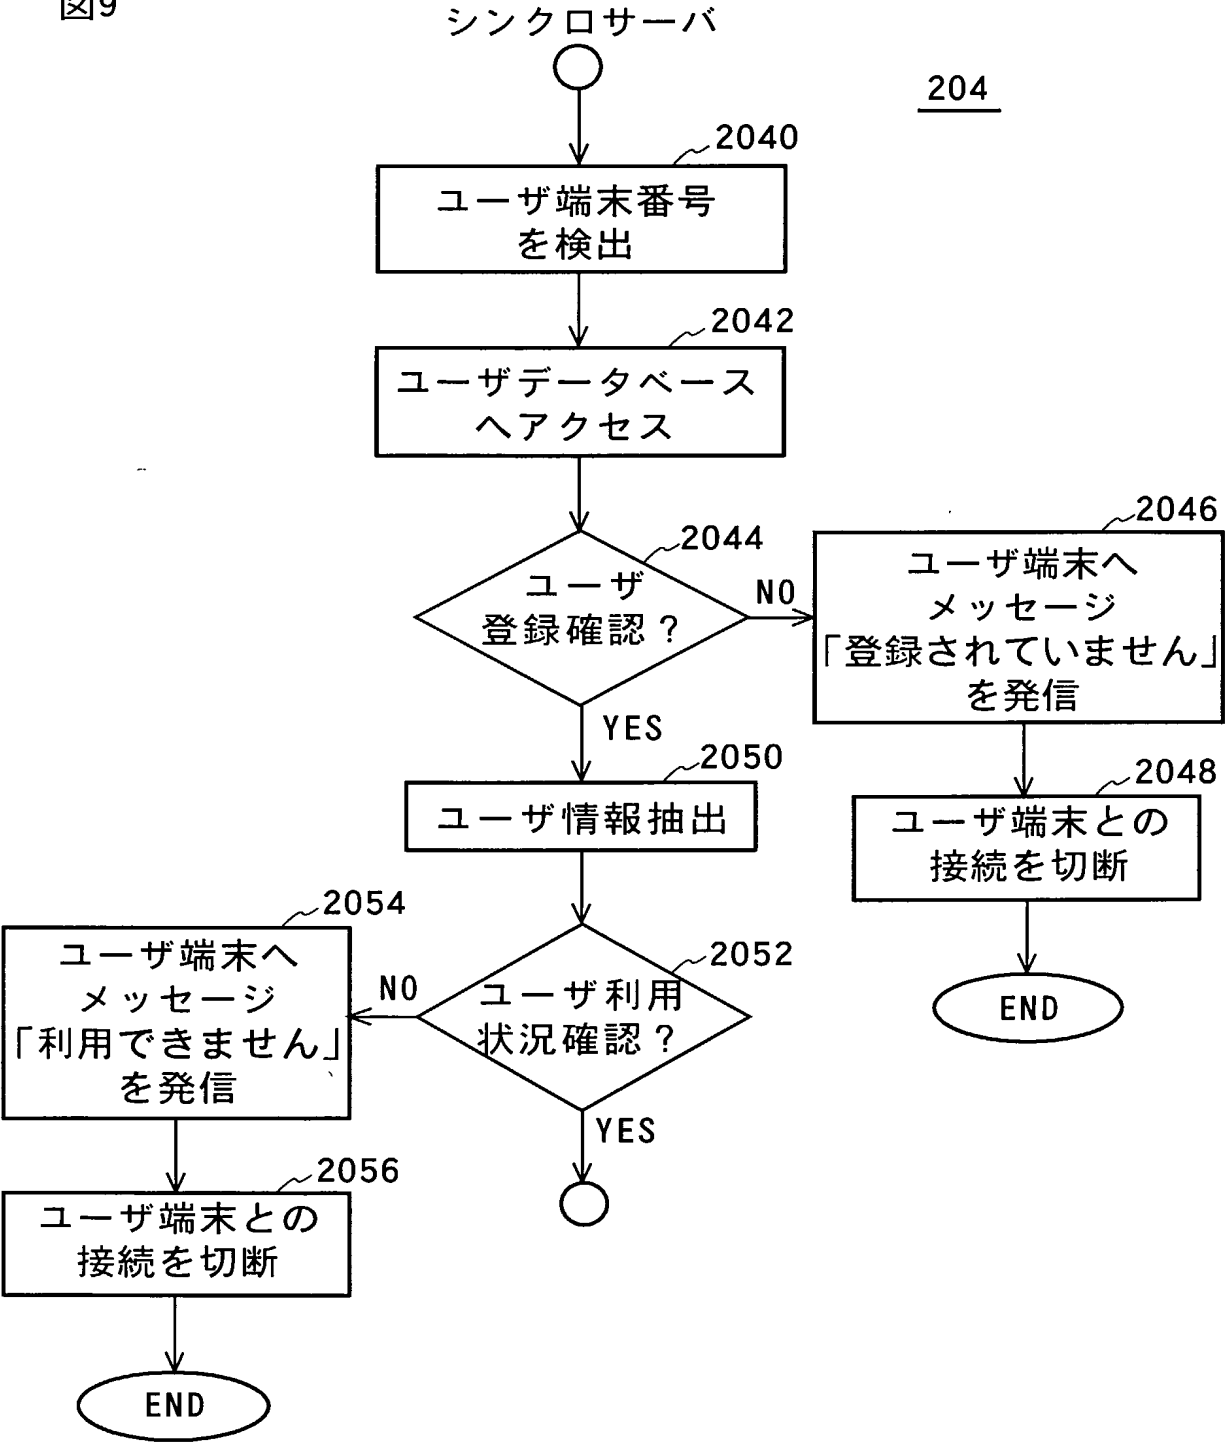 図9
シンクロサーバ
204
2040
ユーザ端末番号
を検出
2042
ユーザデータベース
へアクセス
2044
ユーザ
登録確認？
NO
YES
2046
ユーザ端末へ
メッセージ
「登録されていません」
を発信
2048
ユーザ端末との
接続を切断
END
2050
ユーザ情報抽出
2052
ユーザ利用
状況確認？
NO
YES
2054
ユーザ端末へ
メッセージ
「利用できません」
を発信
2056
ユーザ端末との
接続を切断
END